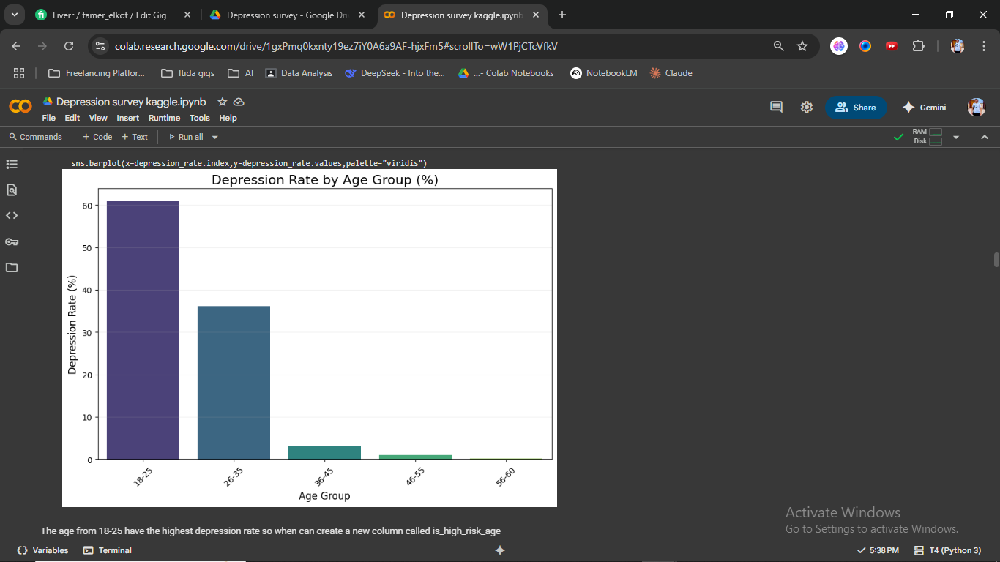 Fiverr / tamer_elkot / Edit Gig
Depression survey - Google Dri
Depression survey kaggle.ipynb
colab.research.google.com/drive/1gxPmq0kxnty19ez7iY0A6a9AF-hjxFm5#scrollTo=wW1PjCTcVfkV
Freelancing Platfor...
Itida gigs
AI
Data Analysis
DeepSeek - Into the...
...- Colab Notebooks
NotebookLM
Claude
Depression survey kaggle.ipynb
File Edit View Insert Runtime Tools Help
Share
Gemini
Commands + Code + Text Run all
RAM
Disk
sns.barplot(x=depression_rate.index,y=depression_rate.values,palette="viridis")
Depression Rate by Age Group (%)
Depression Rate (%)
60
50
40
30
20
10
0
18-25
26-35
36-45
46-55
56-60
Age Group
The age from 18-25 have the highest depression rate so when can create a new column called is_high_risk_age
Activate Windows
Go to Settings to activate Windows.
Variables
Terminal
5:38 PM
T4 (Python 3)